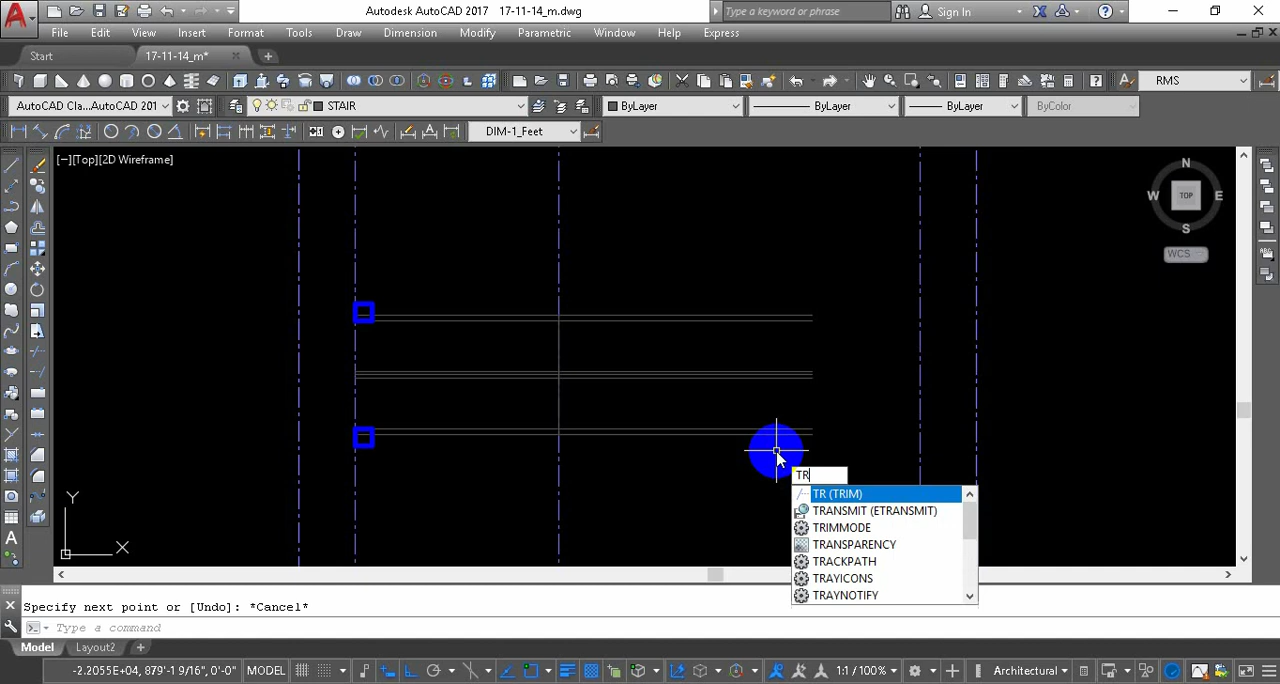 Autodesk AutoCAD 2017 17-11-14_m.dwg
Type a keyword or phrase
Sign In
File Edit View Insert Format Tools Draw Dimension Modify Parametric Window Help Express
Start
17-11-14_m*
RMS
AutoCAD Cla...AutoCAD 201
STAIR
ByLayer
ByLayer
ByLayer
ByColor
DIM-1_Feet
[−][Top][2D Wireframe]
N
W
TOP
E
S
WCS
TR
TR (TRIM)
TRANSMIT (ETRANSMIT)
TRIMMODE
TRANSPARENCY
TRACKPATH
TRAYICONS
TRAYNOTIFY
Y
X
Specify next point or [Undo]: *Cancel*
Type a command
Model Layout2
-2.2055E+04, 879'-1 9/16", 0'-0" MODEL
1:1 / 100%
Architectural